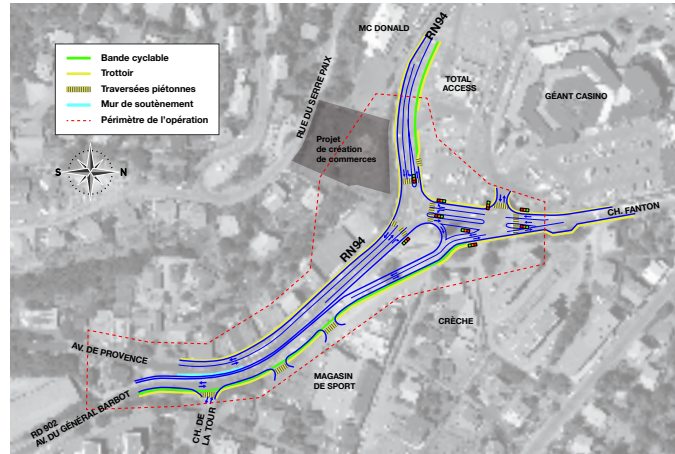 MC DONALD
RN94
Bande cyclable
Trottoir
Traversées piétonnes
Mur de soutènement
Périmètre de l'opération
RUE DU SERRE PAIX
TOTAL
ACCESS
GÉANT CASINO
Projet
de création
de commerces
S
N
CH. FANTON
RN94
CRÈCHE
AV. DE PROVENCE
MAGASIN
DE SPORT
RD 902
AV. DU GÉNÉRAL BARBOT
CH. DE
LA TOUR